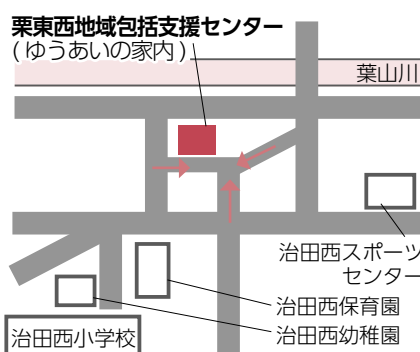 栗東西地域包括支援センター
(ゆうあいの家内)
葉山川
治田西スポーツ
センター
治田西保育園
治田西幼稚園
治田西小学校